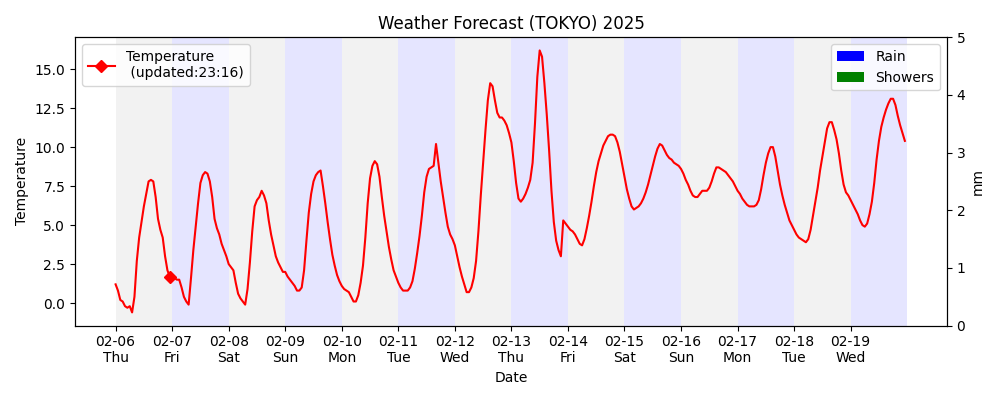 Weather Forecast (TOKYO) 2025
Temperature
(updated:23:16)
Rain
Showers
Temperature
15.0
12.5
10.0
7.5
5.0
2.5
0.0
5
4
3
2
1
0
mm
02-06 02-07 02-08 02-09 02-10 02-11 02-12 02-13 02-14 02-15 02-16 02-17 02-18 02-19
Thu Fri Sat Sun Mon Tue Wed Thu Fri Sat Sun Mon Tue Wed
Date